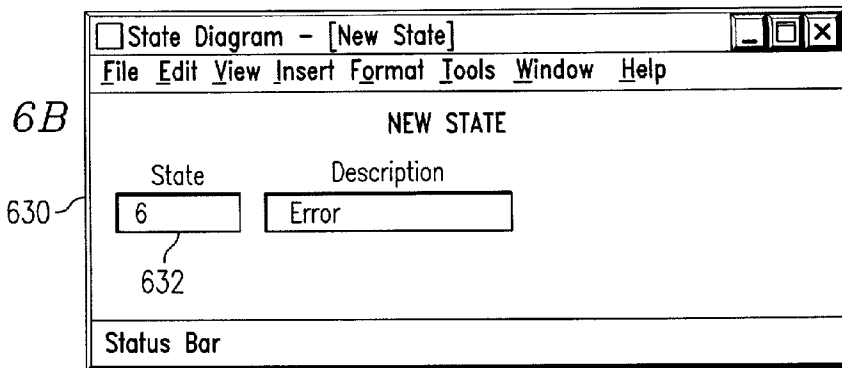 State Diagram - [New State]
File Edit View Insert Format Tools Window Help
6B
NEW STATE
State Description
630
6 Error
632
Status Bar